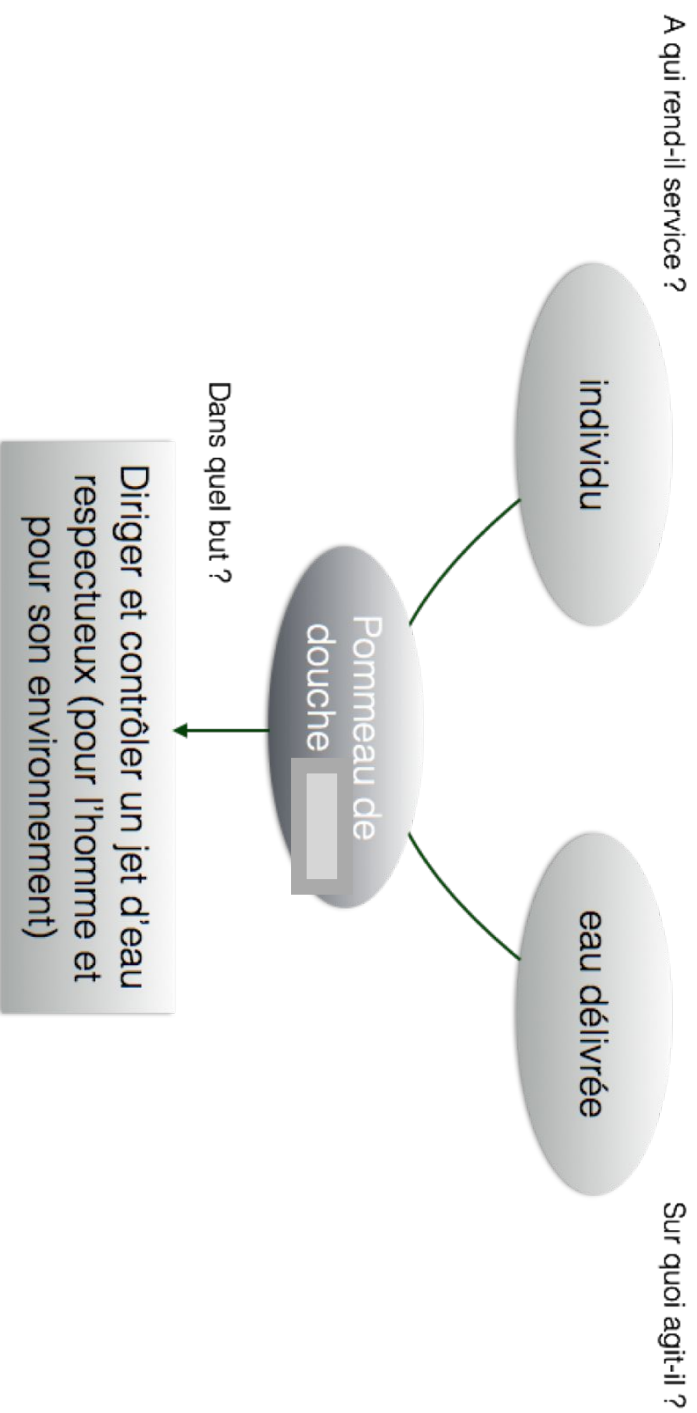 A qui rend-il service ?
Sur quoi agit-il ?
individu
eau délivrée
Pommeau de
douche
Dans quel but ?
Diriger et contrôler un jet d'eau
respectueux (pour l'homme et
pour son environnement)